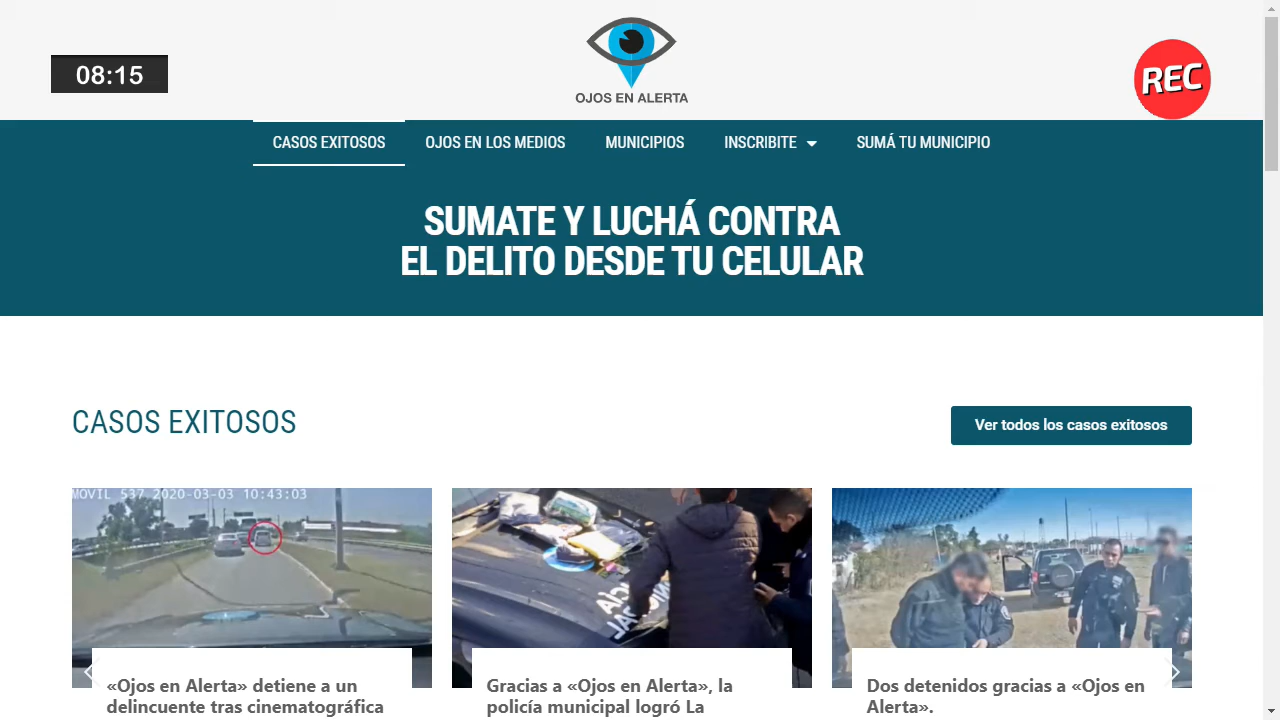 OJOS EN ALERTA
08:15
REC
CASOS EXITOSOS
OJOS EN LOS MEDIOS
MUNICIPIOS
INSCRIBITE
SUMÁ TU MUNICIPIO
SUMATE Y LUCHÁ CONTRA
EL DELITO DESDE TU CELULAR
CASOS EXITOSOS
Ver todos los casos exitosos
MOVIL 537 2020-03-03 10:43:03
«Ojos en Alerta» detiene a un
delincuente tras cinematográfica
Gracias a «Ojos en Alerta», la
policía municipal logró La
Dos detenidos gracias a «Ojos en
Alerta».